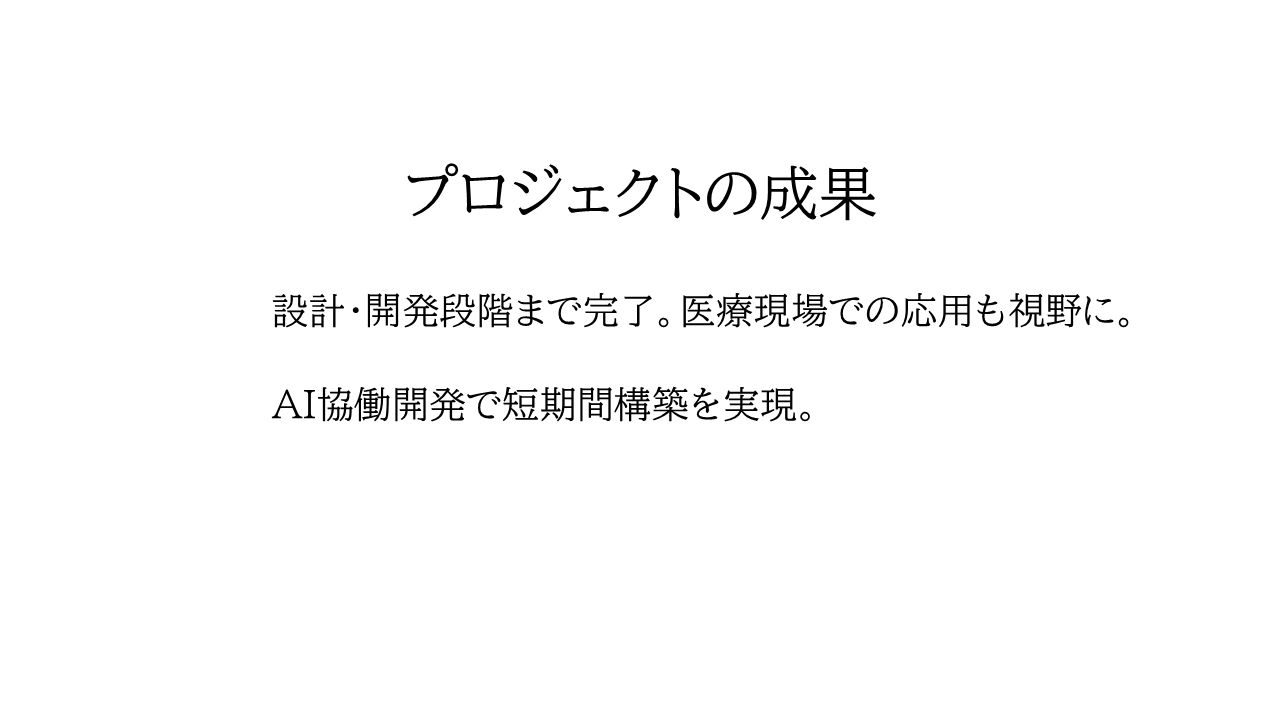 プロジェクトの成果
設計・開発段階まで完了。医療現場での応用も視野に。
AI協働開発で短期間構築を実現。